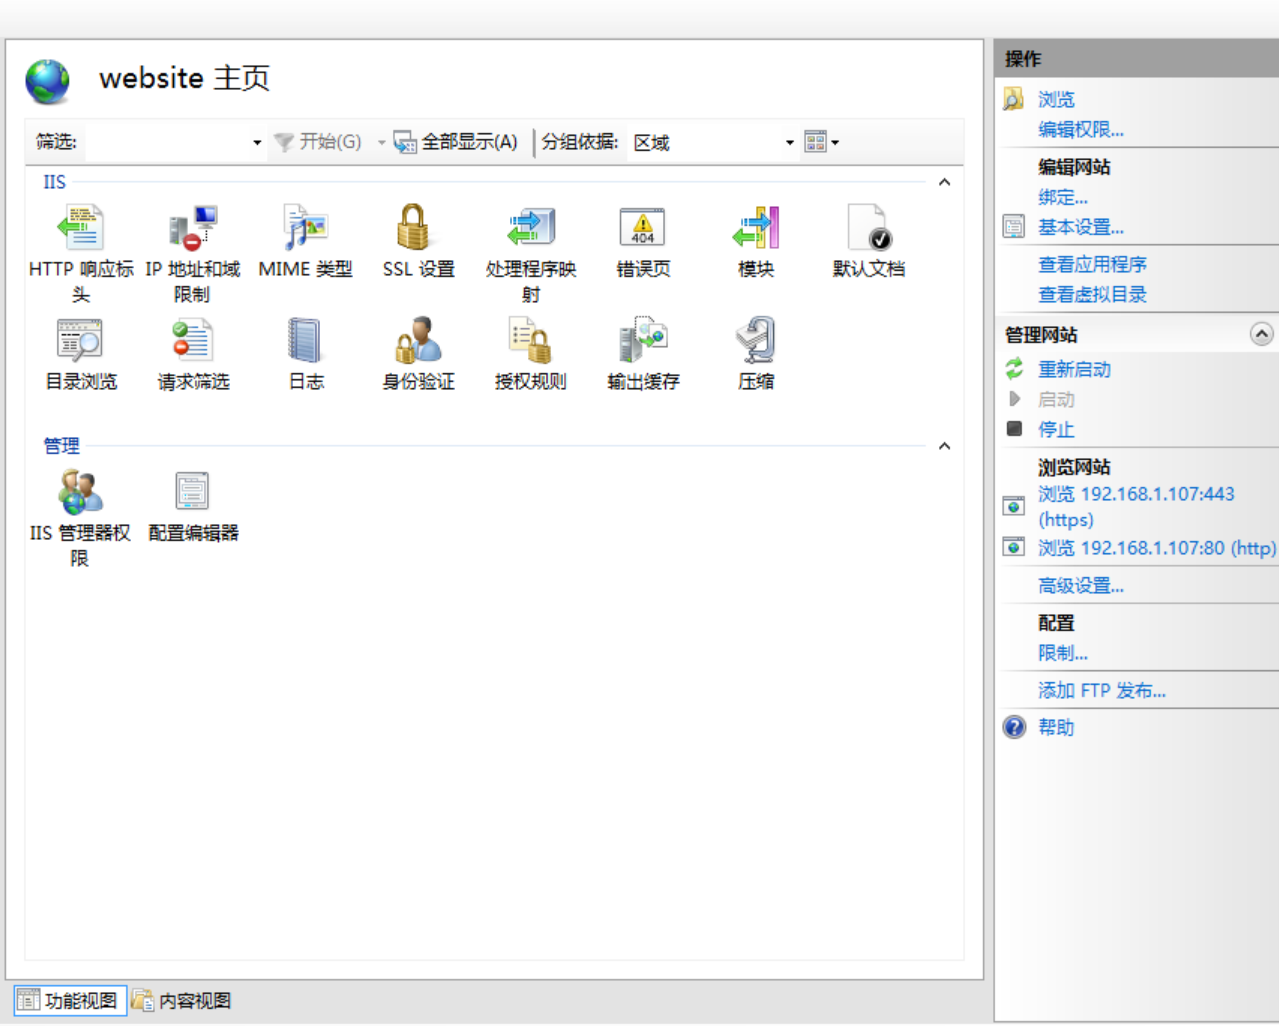 website 主页
筛选: 开始(G) 全部显示(A) 分组依据: 区域
IIS
HTTP 响应标头
IP 地址和域限制
MIME 类型
SSL 设置
处理程序映射
错误页
模块
默认文档
目录浏览
请求筛选
日志
身份验证
授权规则
输出缓存
压缩
管理
IIS 管理器权限
配置编辑器
功能视图
内容视图
操作
浏览
编辑权限...
编辑网站
绑定...
基本设置...
查看应用程序
查看虚拟目录
管理网站
重新启动
启动
停止
浏览网站
浏览 192.168.1.107:443
(https)
浏览 192.168.1.107:80 (http)
高级设置...
配置
限制...
添加 FTP 发布...
帮助
404